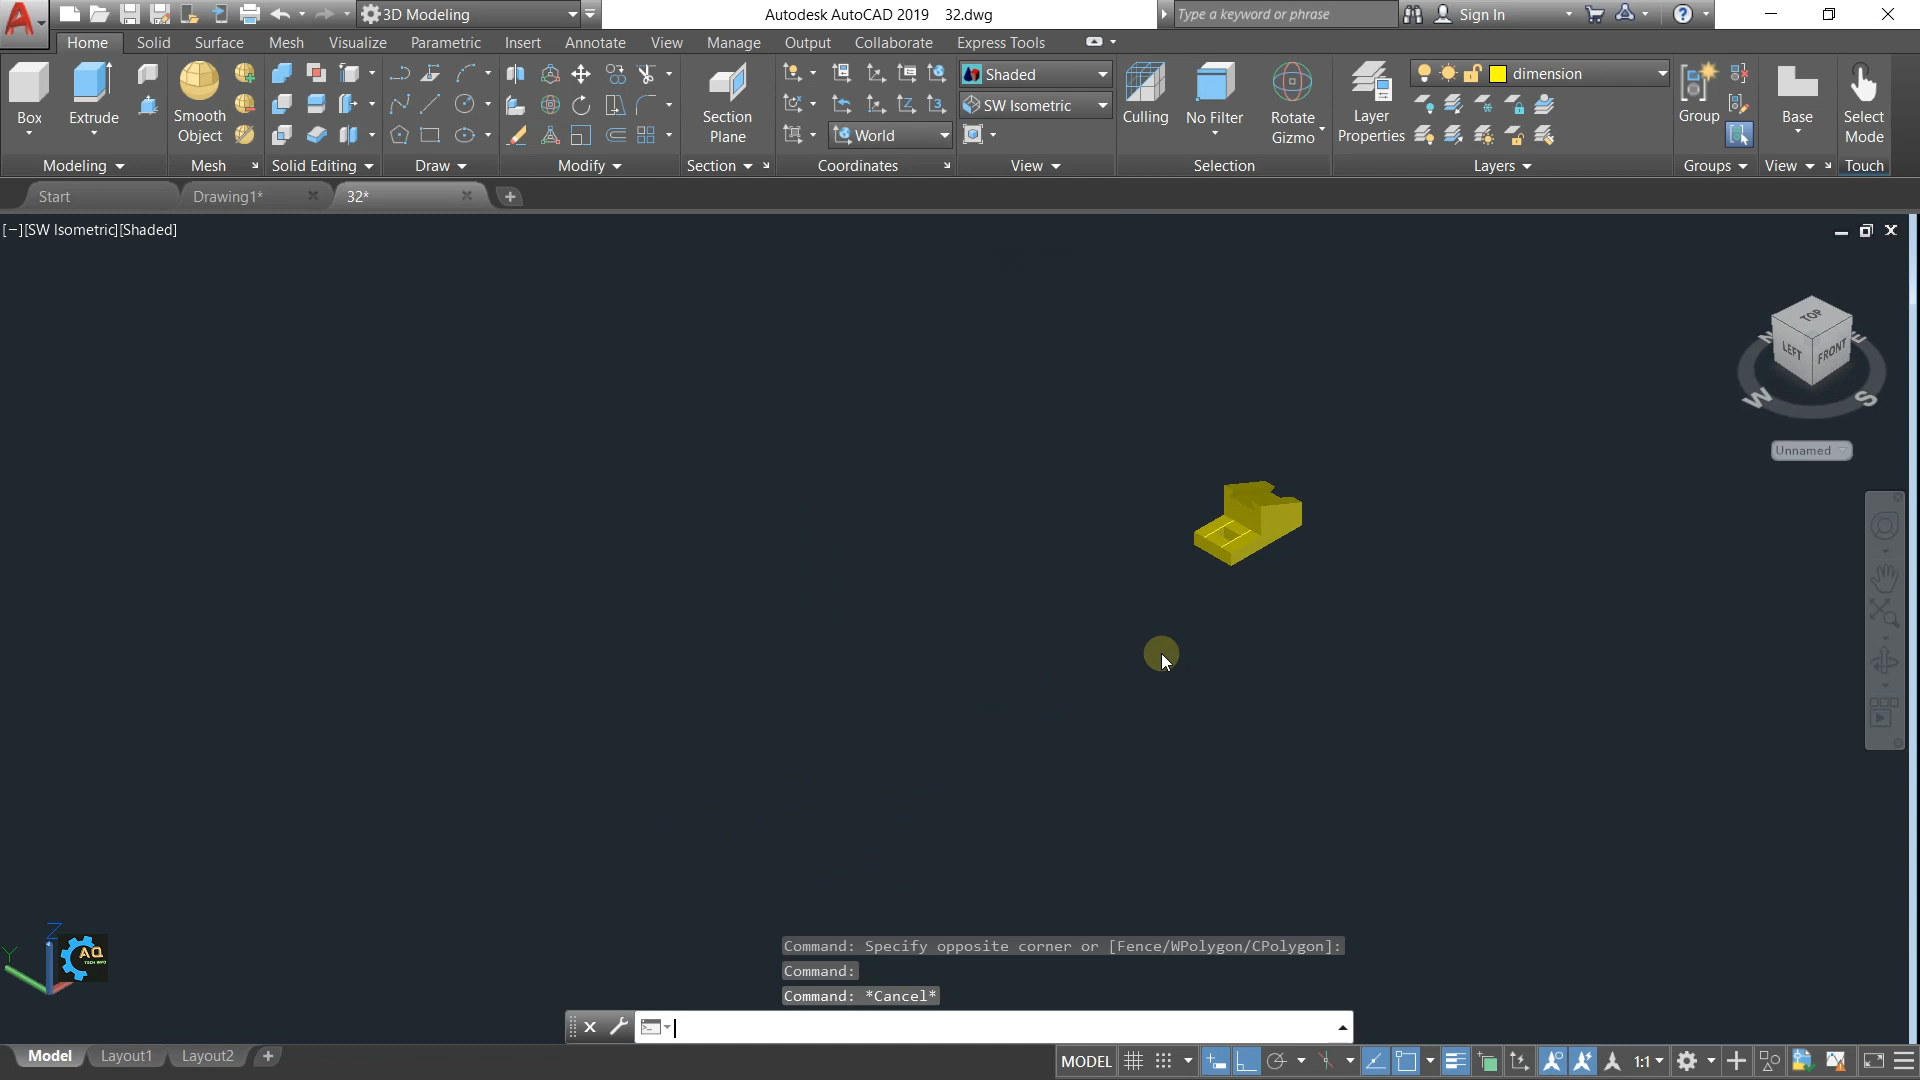 3D Modeling
Autodesk AutoCAD 2019    32.dwg
Type a keyword or phrase
Sign In
Home
Solid
Surface
Mesh
Visualize
Parametric
Insert
Annotate
View
Manage
Output
Collaborate
Express Tools
Box
Extrude
Smooth
Object
Section
Plane
World
Shaded
SW Isometric
Culling
No Filter
Rotate
Gizmo
Layer
Properties
dimension
Group
Base
Select
Mode
Modeling
Mesh
Solid Editing
Draw
Modify
Section
Coordinates
View
Selection
Layers
Groups
View
Touch
Start
Drawing1*
32*
[−][SW Isometric][Shaded]
TOP
LEFT
FRONT
N
E
W
S
Unnamed
Z
Y
AQ
TECH INFO
Command: Specify opposite corner or [Fence/WPolygon/CPolygon]:
Command:
Command: *Cancel*
Model
Layout1
Layout2
MODEL
1:1